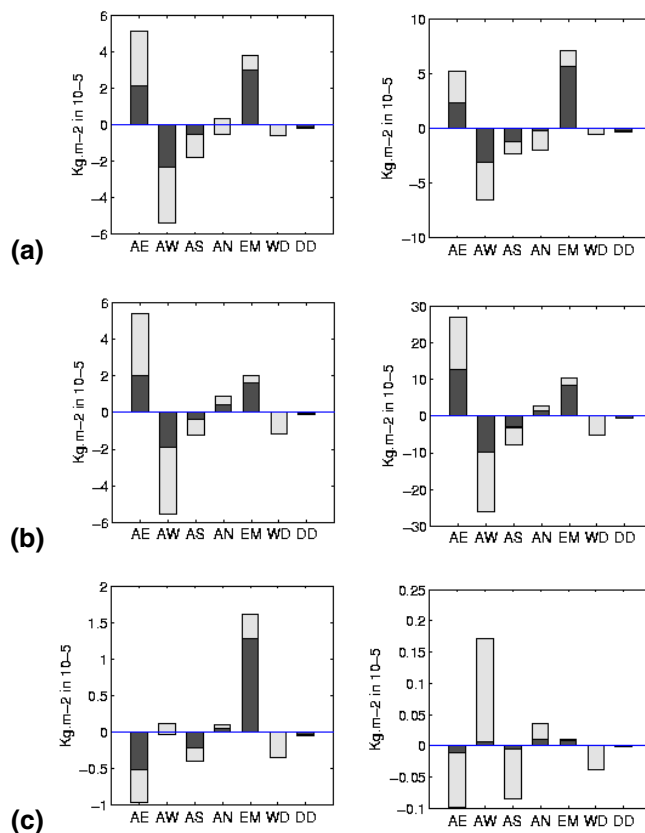 6
4
2
0
−2
−4
−6
Kg.m−2 in 10−5
AE AW AS AN EM WD DD
10
5
0
−5
−10
Kg.m−2 in 10−5
AE AW AS AN EM WD DD
(a)
6
4
2
0
−2
−4
−6
Kg.m−2 in 10−5
AE AW AS AN EM WD DD
30
20
10
0
−10
−20
−30
Kg.m−2 in 10−5
AE AW AS AN EM WD DD
(b)
2
1.5
1
0.5
0
−0.5
−1
Kg.m−2 in 10−5
AE AW AS AN EM WD DD
0.25
0.2
0.15
0.1
0.05
0
−0.05
−0.1
Kg.m−2 in 10−5
AE AW AS AN EM WD DD
(c)